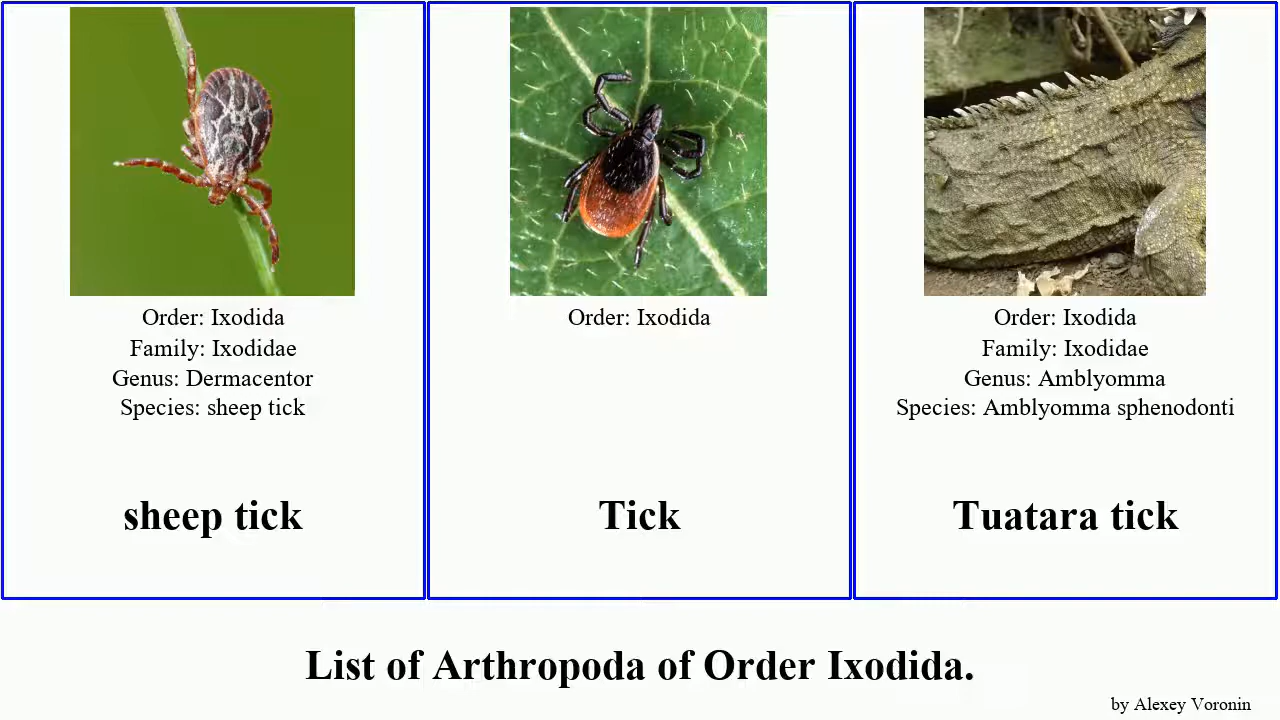 Order: Ixodida
Family: Ixodidae
Genus: Dermacentor
Species: sheep tick
sheep tick
Order: Ixodida
Tick
Order: Ixodida
Family: Ixodidae
Genus: Amblyomma
Species: Amblyomma sphenodonti
Tuatara tick
List of Arthropoda of Order Ixodida.
by Alexey Voronin